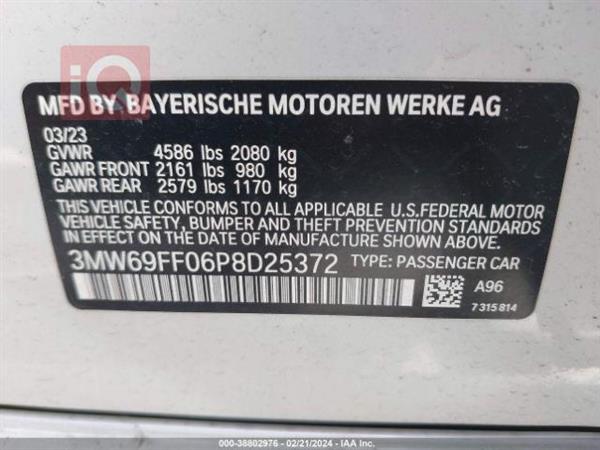 iQ
MFD BY BAYERISCHE MOTOREN WERKE AG
03/23
GVWR 4586 lbs 2080 kg
GAWR FRONT 2161 lbs 980 kg
GAWR REAR 2579 lbs 1170 kg
THIS VEHICLE CONFORMS TO ALL APPLICABLE U.S.FEDERAL MOTOR
VEHICLE SAFETY, BUMPER AND THEFT PREVENTION STANDARDS
IN EFFECT ON THE DATE OF MANUFACTURE SHOWN ABOVE.
3MW69FF06P8D25372 TYPE: PASSENGER CAR
A96
7 315 814
000-38802976 - 02/21/2024 - IAA Inc.